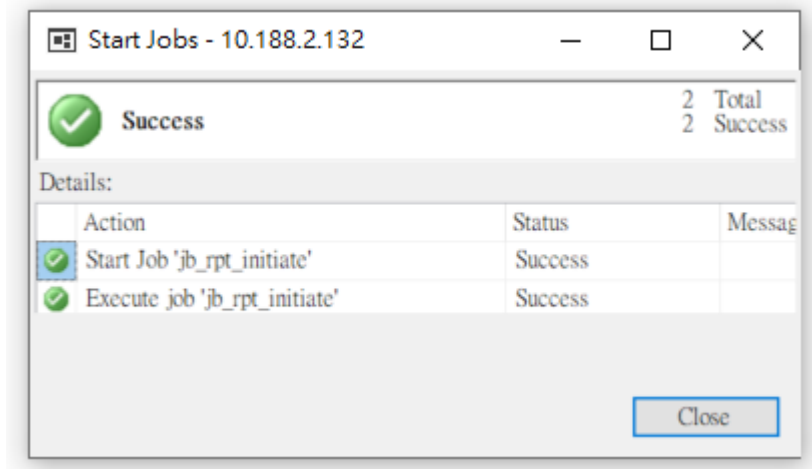 Start Jobs - 10.188.2.132
Success
2 Total
2 Success
Details:
Action Status Messag
Start Job 'jb_rpt_initiate' Success
Execute job 'jb_rpt_initiate' Success
Close